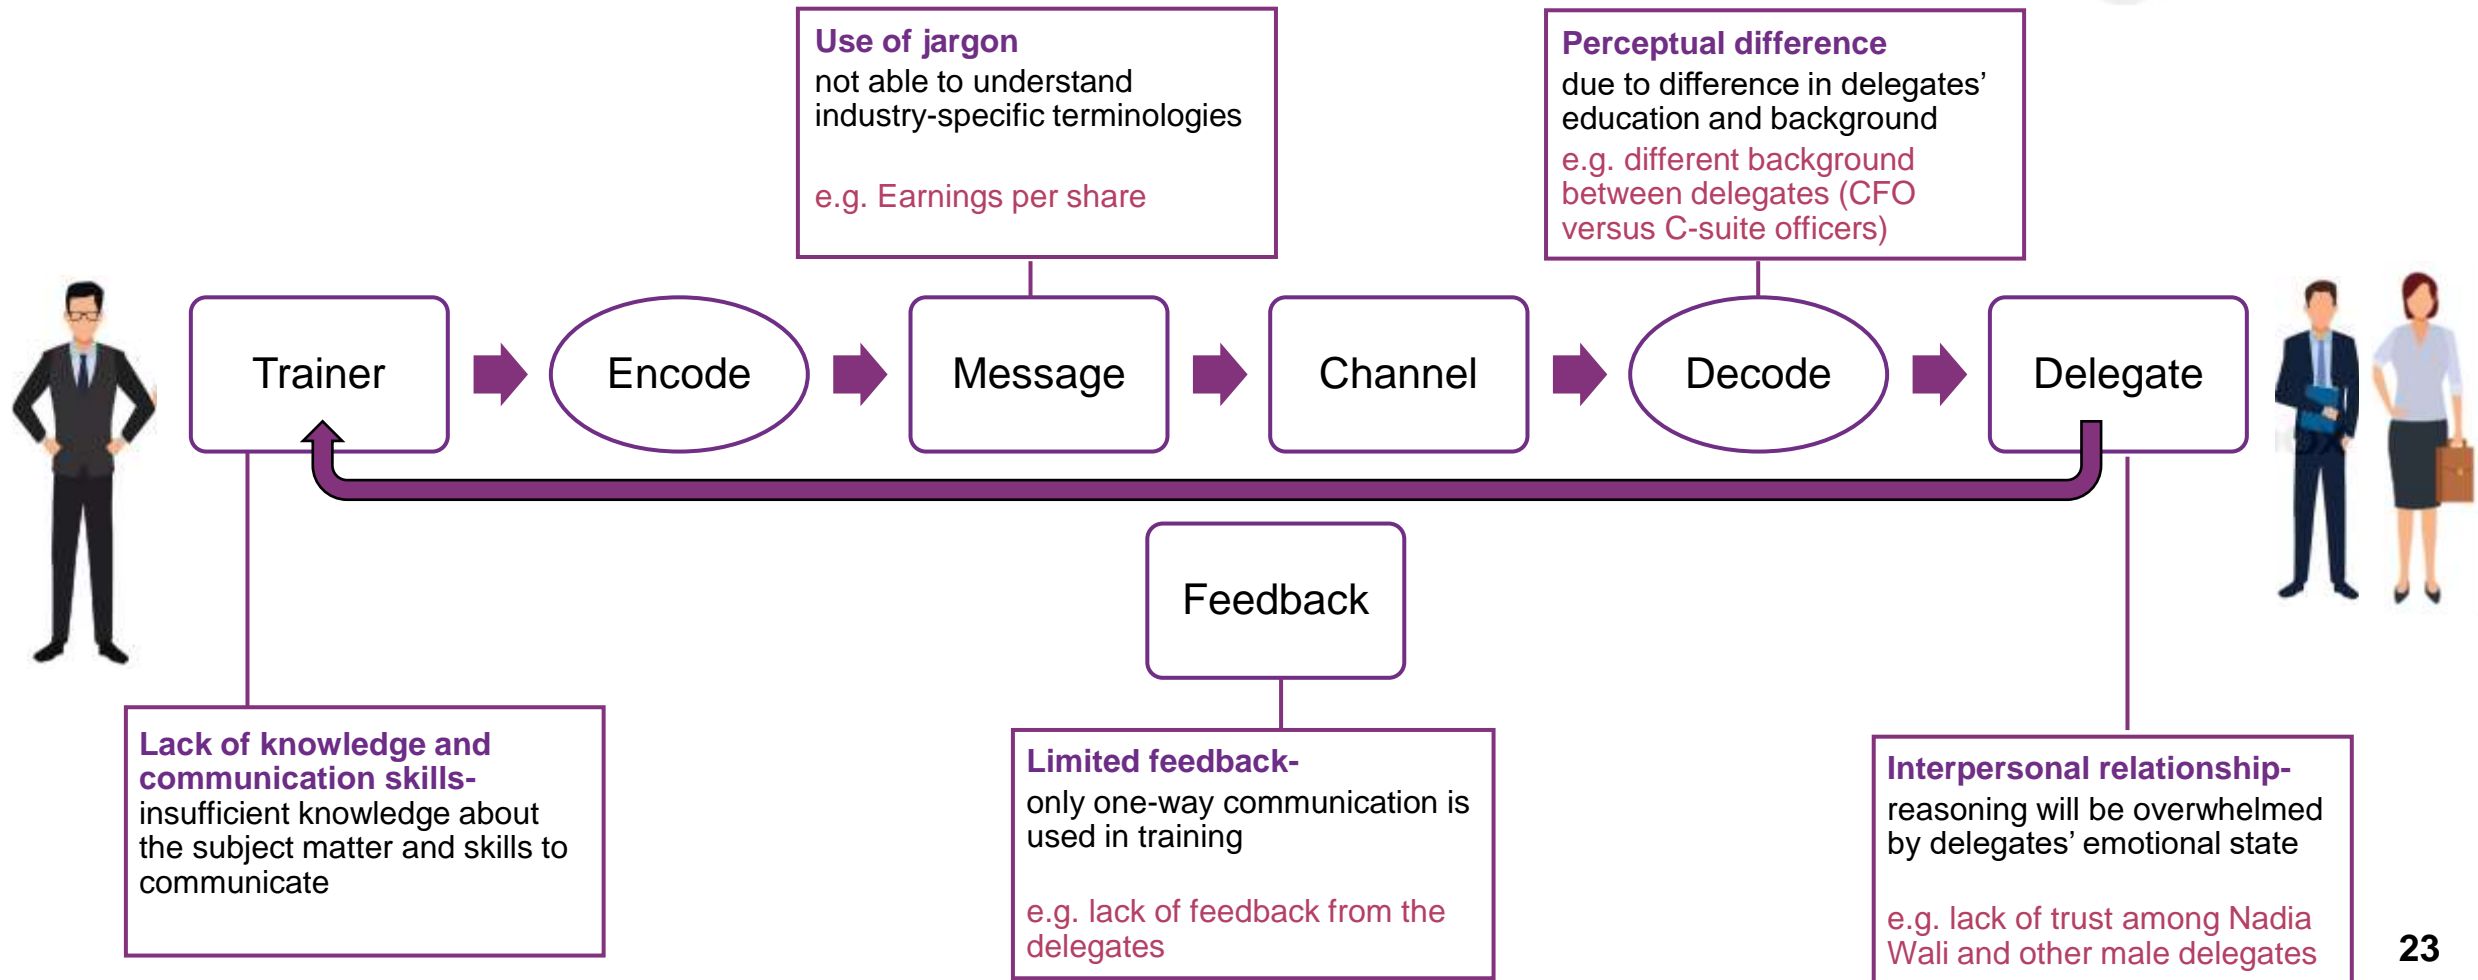 Use of jargon
not able to understand
industry-specific terminologies
e.g. Earnings per share
Perceptual difference
due to difference in delegates’
education and background
e.g. different background
between delegates (CFO
versus C-suite officers)
Trainer
Encode
Message
Channel
Decode
Delegate
Feedback
Lack of knowledge and
communication skills-
insufficient knowledge about
the subject matter and skills to
communicate
Limited feedback-
only one-way communication is
used in training
e.g. lack of feedback from the
delegates
Interpersonal relationship-
reasoning will be overwhelmed
by delegates’ emotional state
e.g. lack of trust among Nadia
Wali and other male delegates
23